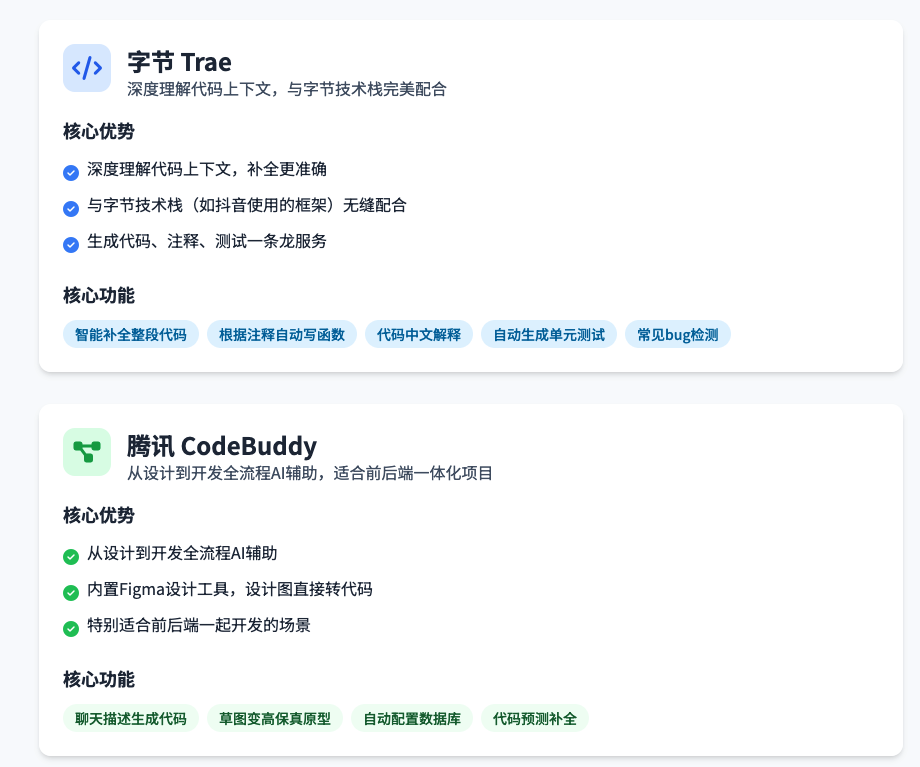 字节 Trae
深度理解代码上下文，与字节技术栈完美配合
核心优势
深度理解代码上下文，补全更准确
与字节技术栈（如抖音使用的框架）无缝配合
生成代码、注释、测试一条龙服务
核心功能
智能补全整段代码 根据注释自动写函数 代码中文解释 自动生成单元测试 常见bug检测
腾讯 CodeBuddy
从设计到开发全流程AI辅助，适合前后端一体化项目
核心优势
从设计到开发全流程AI辅助
内置Figma设计工具，设计图直接转代码
特别适合前后端一起开发的场景
核心功能
聊天描述生成代码 草图变高保真原型 自动配置数据库 代码预测补全